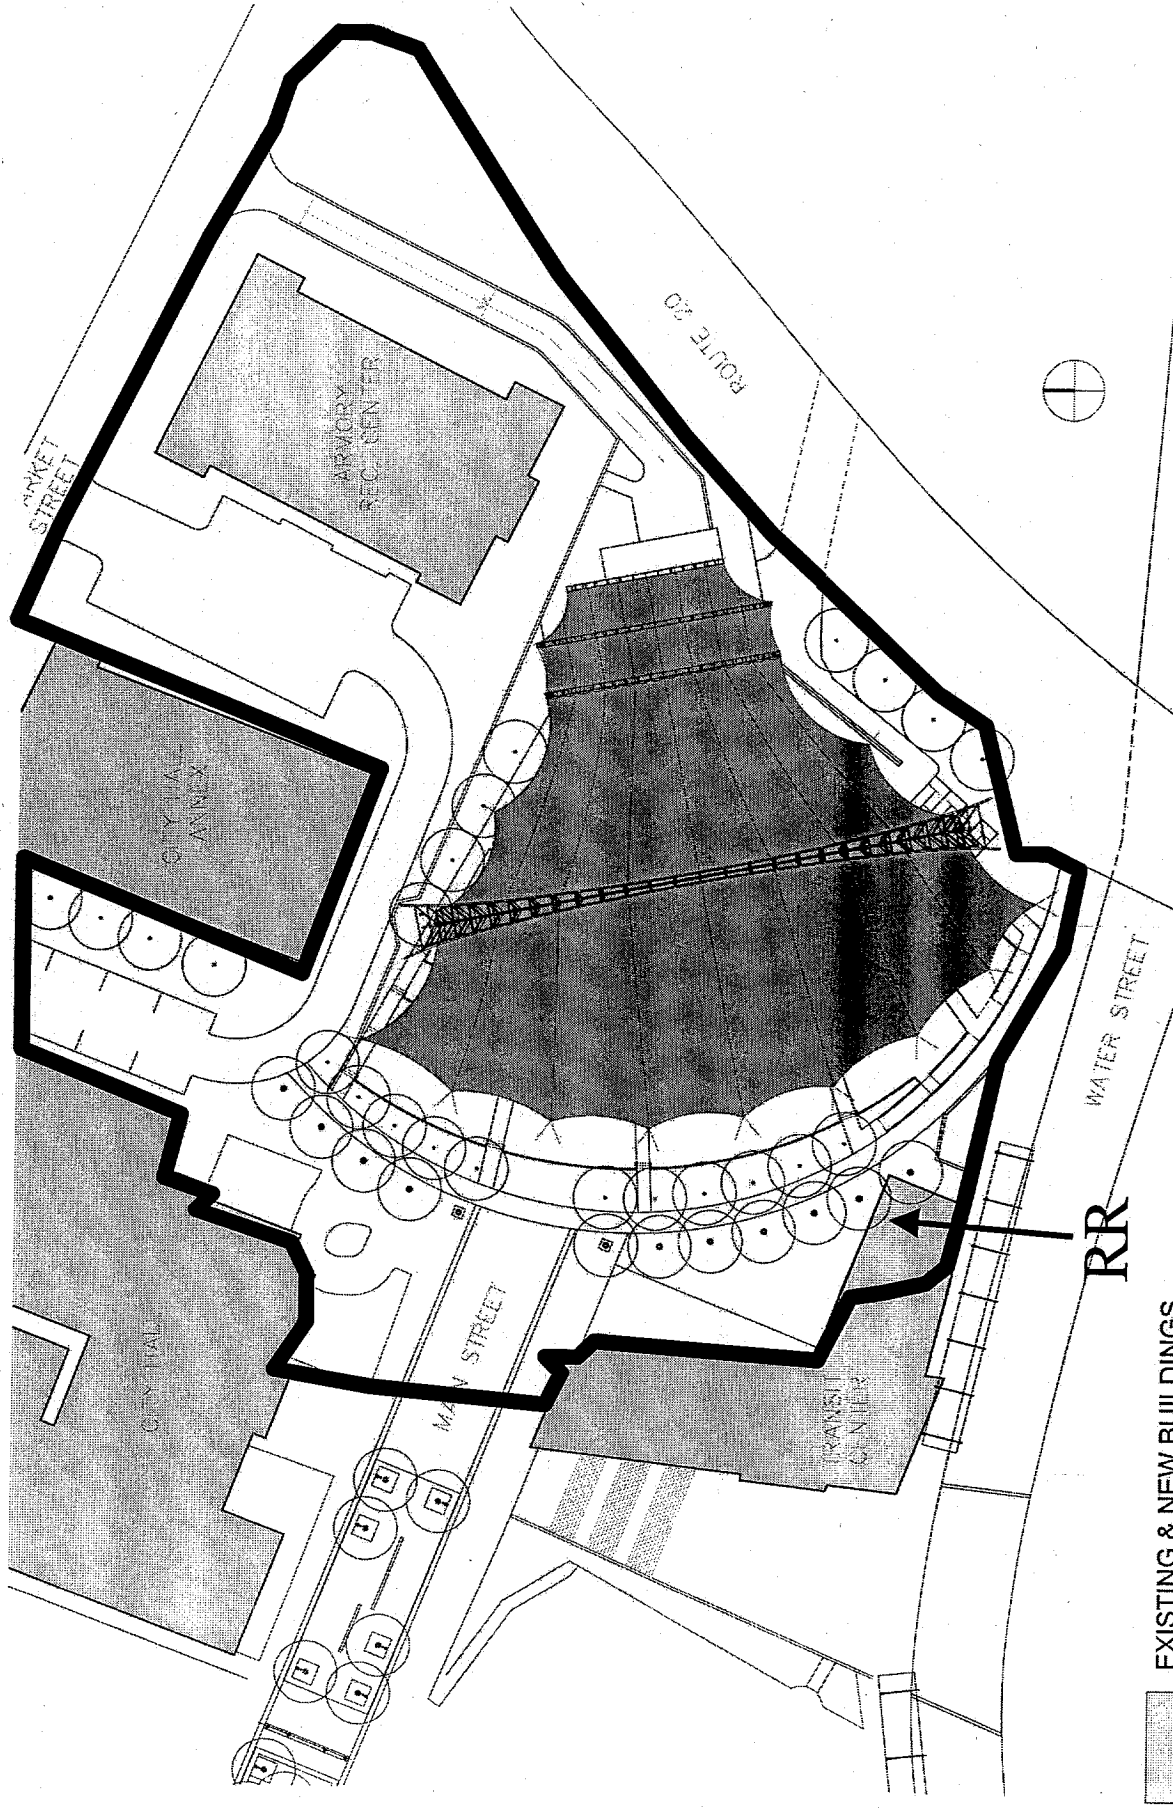 ARKET
STREET
ROUTE 20
ARMORY
REC. CENTER
CITY HALL
ANNEX
CITY HALL
MAIN STREET
TRANSIT
CENTER
WATER STREET
RR
EXISTING & NEW BUILDINGS